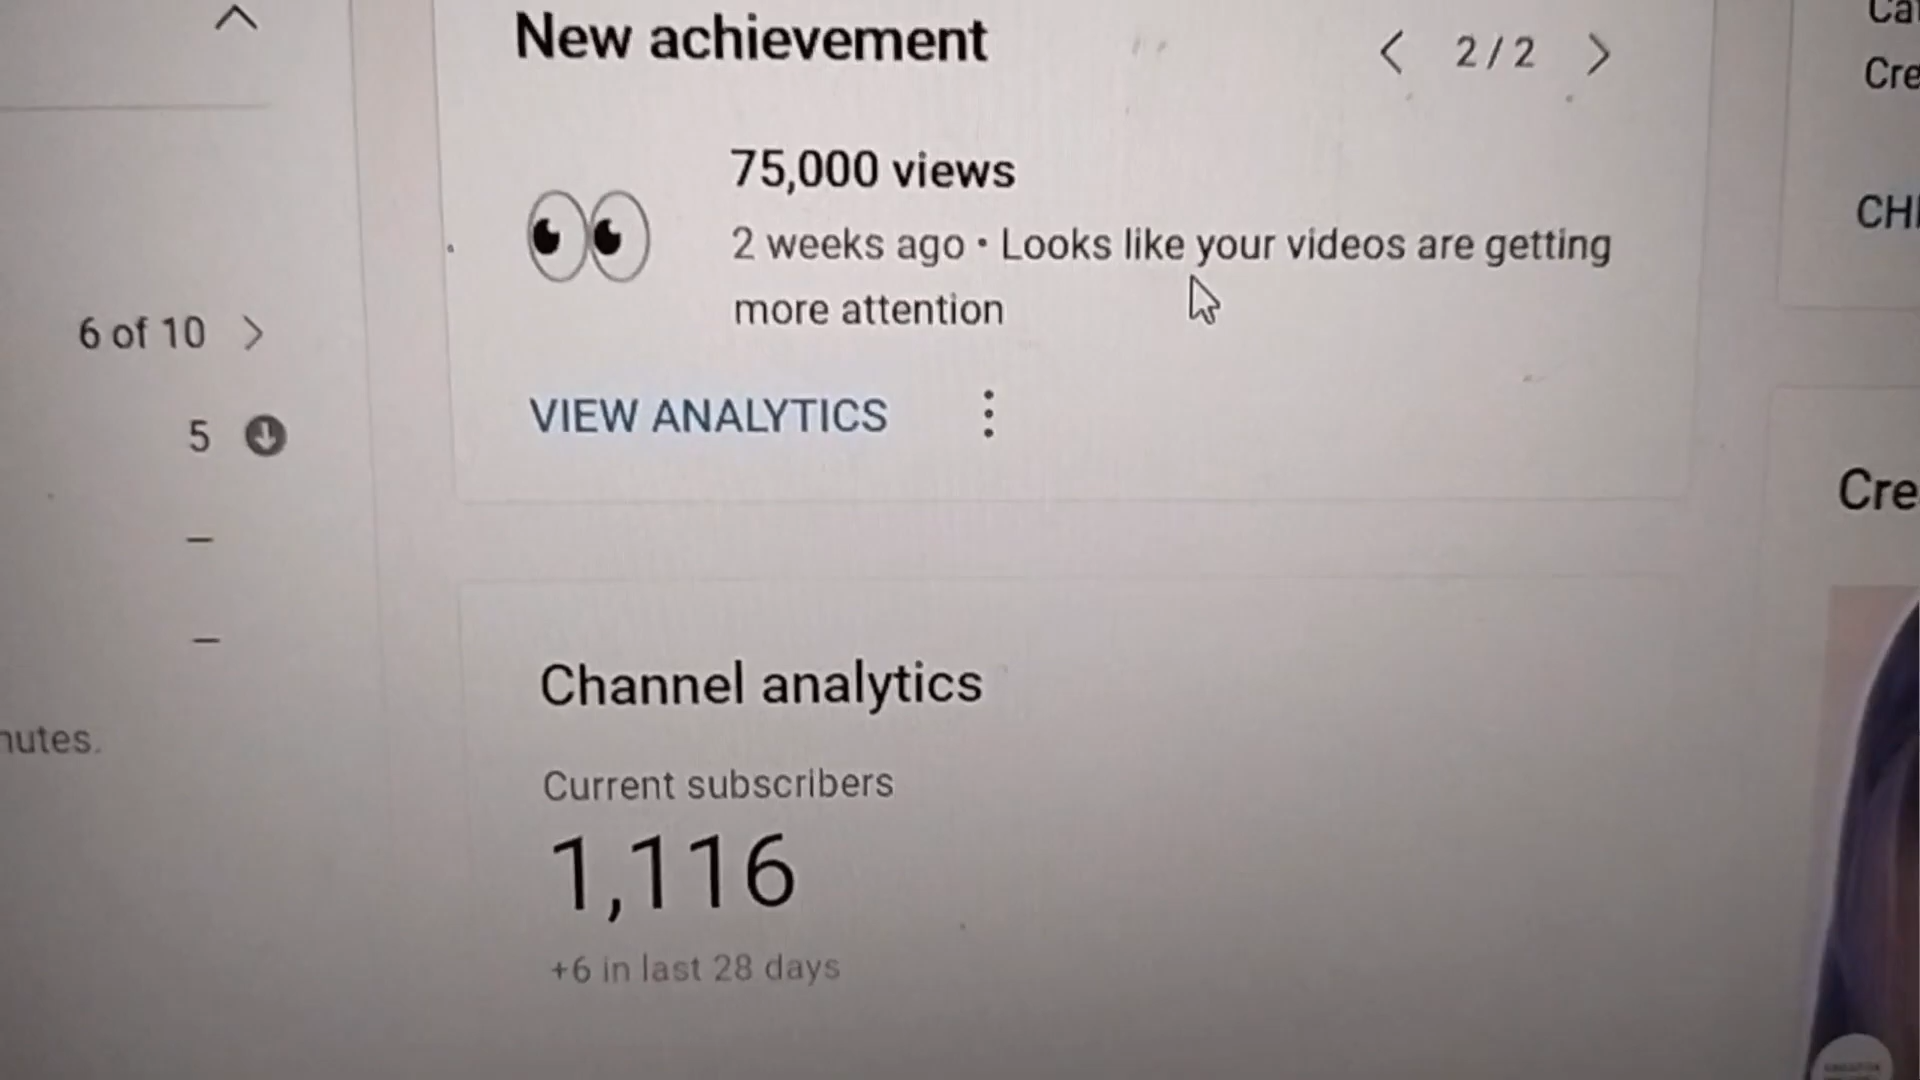 New achievement
2 / 2
75,000 views
2 weeks ago • Looks like your videos are getting
more attention
VIEW ANALYTICS
6 of 10
5
–
–
Channel analytics
Current subscribers
1,116
+6 in last 28 days
Cre
CH
Cre